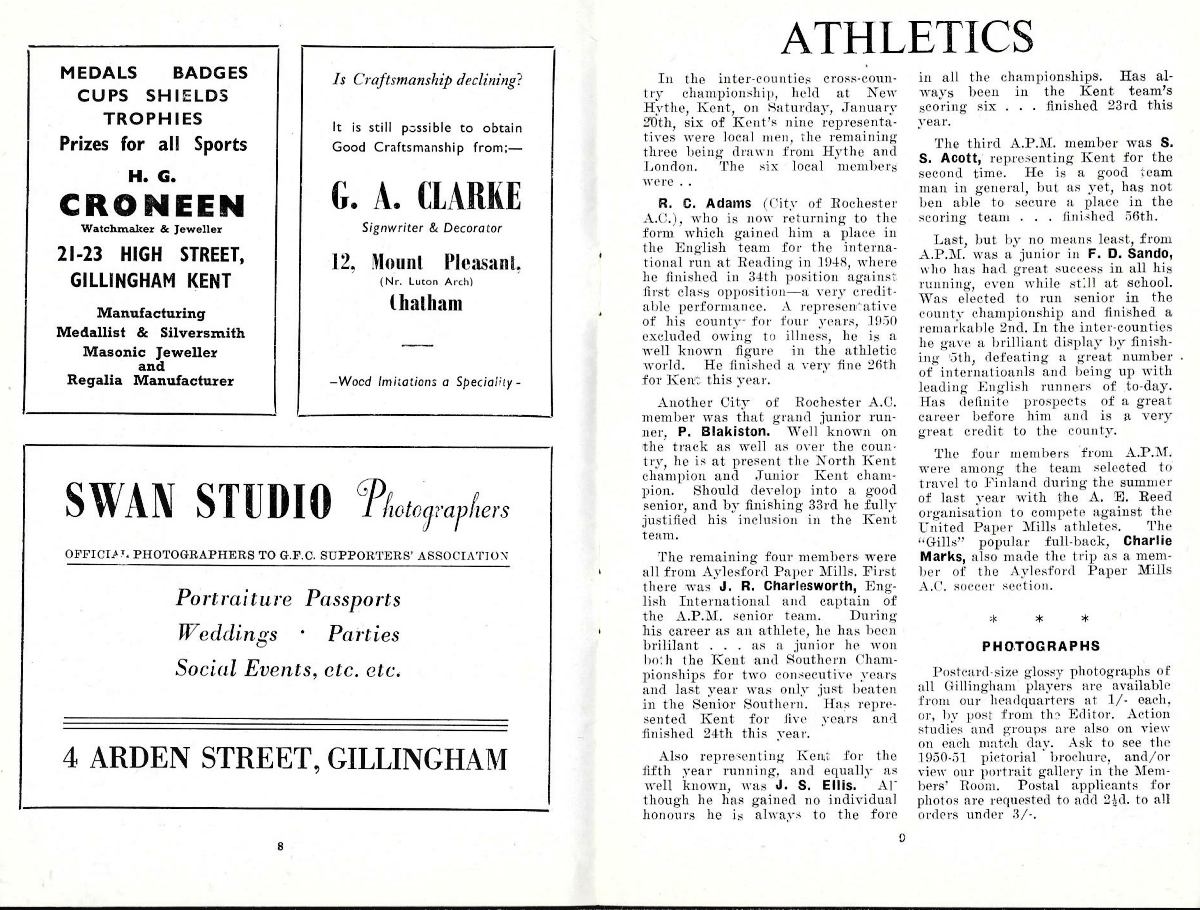 MEDALS BADGES
CUPS SHIELDS
TROPHIES
Prizes for all Sports
H. G.
CRONEEN
Watchmaker & Jeweller
21-23 HIGH STREET,
GILLINGHAM KENT
Manufacturing
Medallist & Silversmith
Masonic Jeweller
and
Regalia Manufacturer
Is Craftsmanship declining?
It is still possible to obtain
Good Craftsmanship from;—
G. A. CLARKE
Signwriter & Decorator
12, Mount Pleasant,
(Nr. Luton Arch)
Chatham
-Wood Imitations a Speciality-
SWAN STUDIO Photographers
OFFICIAL PHOTOGRAPHERS TO G.F.C. SUPPORTERS' ASSOCIATION
Portraiture Passports
Weddings · Parties
Social Events, etc. etc.
4 ARDEN STREET, GILLINGHAM
8
ATHLETICS
In the inter-counties cross-coun-
try championship, held at New
Hythe, Kent, on Saturday, January
20th, six of Kent's nine representa-
tives were local men, the remaining
three being drawn from Hythe and
London. The six local members
were . .
R. C. Adams (City of Rochester
A.C.), who is now returning to the
form which gained him a place in
the English team for the interna-
tional run at Reading in 1948, where
he finished in 34th position against
first class opposition—a very credit-
able performance. A representative
of his county for four years, 1950
excluded owing to illness, he is a
well known figure in the athletic
world. He finished a very fine 26th
for Kent this year.
Another City of Rochester A.C.
member was that grand junior run-
ner, P. Blakiston. Well known on
the track as well as over the coun-
try, he is at present the North Kent
champion and Junior Kent cham-
pion. Should develop into a good
senior, and by finishing 33rd he fully
justified his inclusion in the Kent
team.
The remaining four members were
all from Aylesford Paper Mills. First
there was J. R. Charlesworth, Eng-
lish International and captain of
the A.P.M. senior team. During
his career as an athlete, he has been
brililant . . . as a junior he won
both the Kent and Southern Cham-
pionships for two consecutive years
and last year was only just beaten
in the Senior Southern. Has repre-
sented Kent for five years and
finished 24th this year.
Also representing Kent for the
fifth year running, and equally as
well known, was J. S. Ellis. Al-
though he has gained no individual
honours he is always to the fore
in all the championships. Has al-
ways been in the Kent team's
scoring six . . . finished 23rd this
year.
The third A.P.M. member was S.
S. Acott, representing Kent for the
second time. He is a good team
man in general, but as yet, has not
ben able to secure a place in the
scoring team . . . finished 56th.
Last, but by no means least, from
A.P.M. was a junior in F. D. Sando,
who has had great success in all his
running, even while still at school.
Was elected to run senior in the
county championship and finished a
remarkable 2nd. In the inter-counties
he gave a brilliant display by finish-
ing 5th, defeating a great number
of internatioanls and being up with
leading English runners of to-day.
Has definite prospects of a great
career before him and is a very
great credit to the county.
The four members from A.P.M.
were among the team selected to
travel to Finland during the summer
of last year with the A. E. Reed
organisation to compete against the
United Paper Mills athletes. The
"Gills" popular full-back, Charlie
Marks, also made the trip as a mem-
ber of the Aylesford Paper Mills
A.C. soccer section.
* * *
PHOTOGRAPHS
Postcard-size glossy photographs of
all Gillingham players are available
from our headquarters at 1/- each,
or, by post from the Editor. Action
studies and groups are also on view
on each match day. Ask to see the
1950-51 pictorial brochure, and/or
view our portrait gallery in the Mem-
bers' Room. Postal applicants for
photos are requested to add 2½d. to all
orders under 3/-.
9